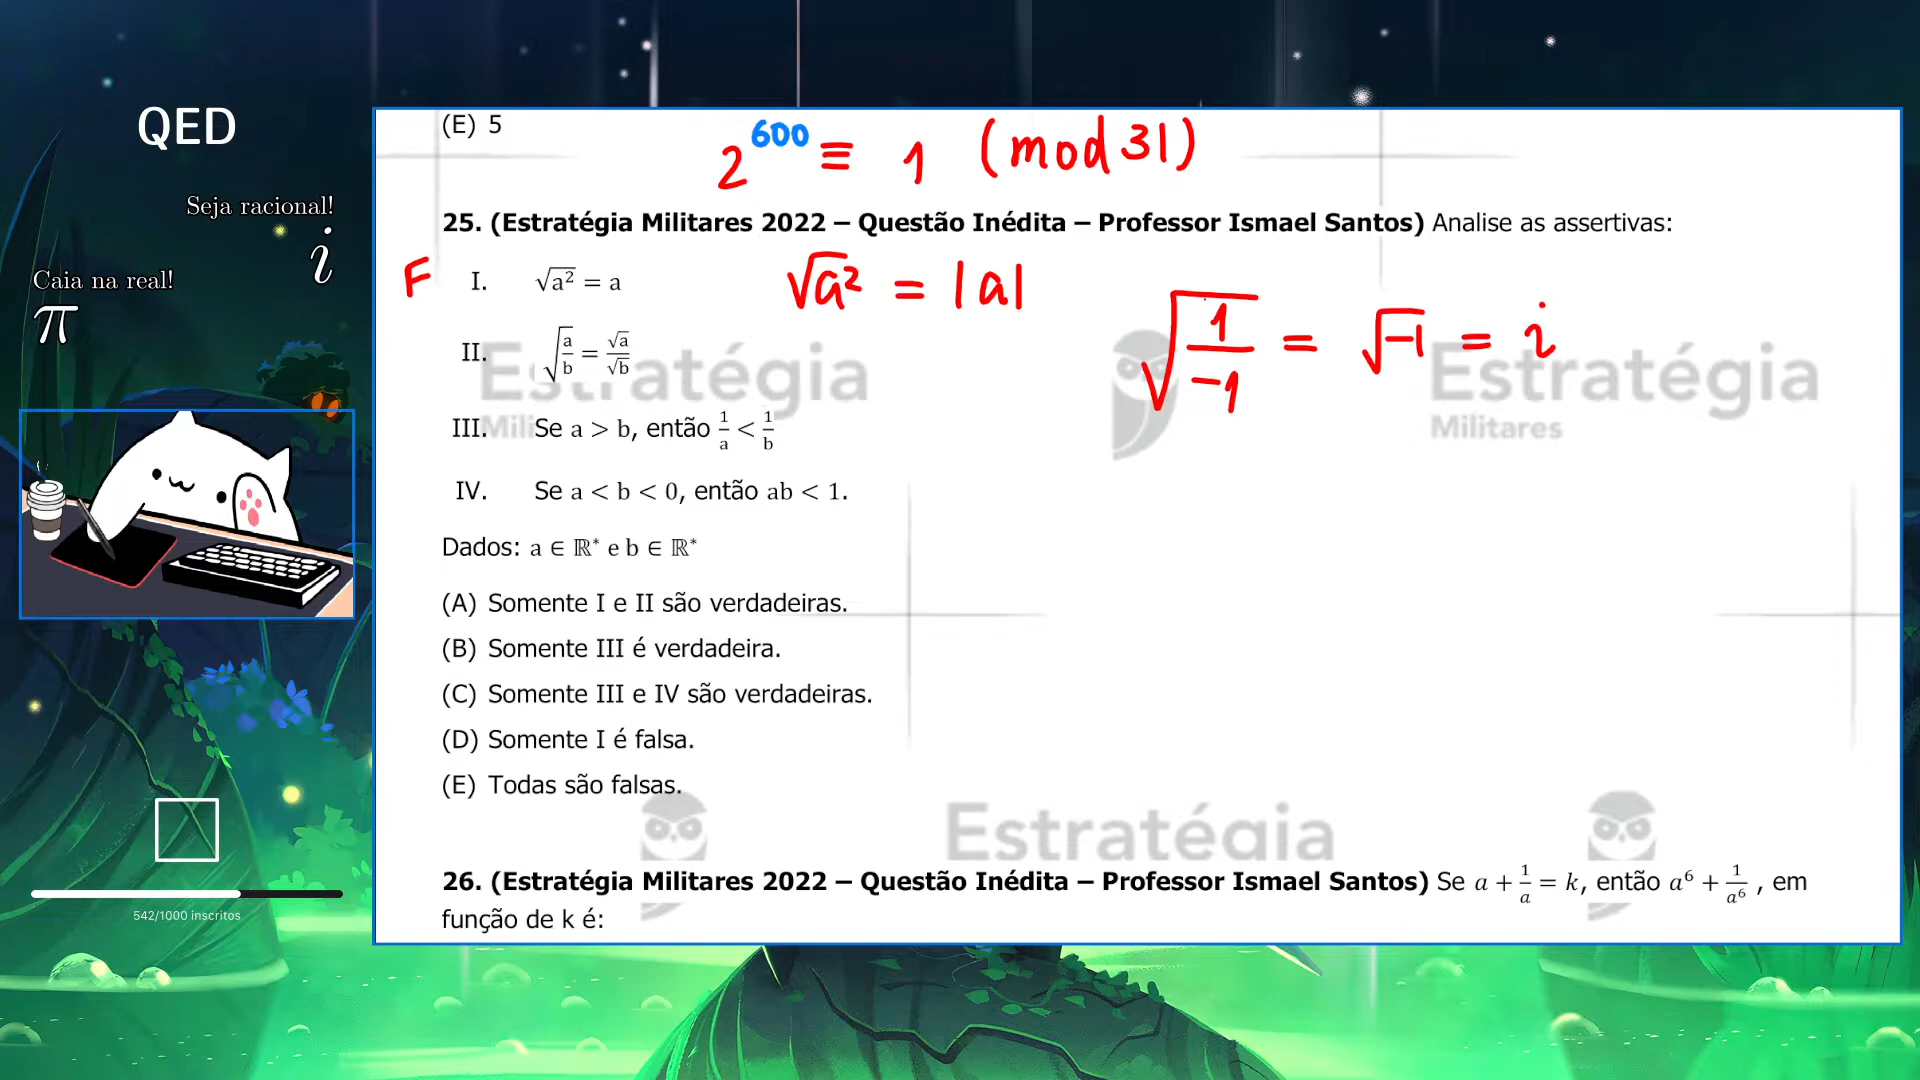 QED
Seja racional!
i
Caia na real!
π
542/1000 inscritos
(E) 5
2^600 ≡ 1 (mod 31)
25. (Estratégia Militares 2022 – Questão Inédita – Professor Ismael Santos) Analise as assertivas:
F I. √a² = a
√a² = |a|
II. √(a/b) = √a/√b
√(1/-1) = √-1 = i
Estratégia
Militares
Estratégia
Militares
III. Se a > b, então 1/a < 1/b
IV. Se a < b < 0, então ab < 1.
Dados: a ∈ ℝ* e b ∈ ℝ*
(A) Somente I e II são verdadeiras.
(B) Somente III é verdadeira.
(C) Somente III e IV são verdadeiras.
(D) Somente I é falsa.
(E) Todas são falsas.
Estratégia
26. (Estratégia Militares 2022 – Questão Inédita – Professor Ismael Santos) Se a + 1/a = k, então a⁶ + 1/a⁶ , em
função de k é: